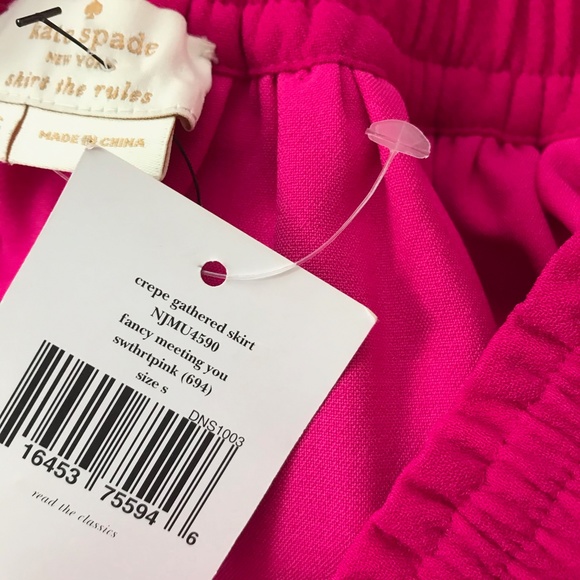 kate spade
NEW YORK
skirt the rules
MADE IN CHINA
crepe gathered skirt
NJMU4590
fancy meeting you
swthrtpink (694)
size s
DNS1003
16453 75594 6
read the classics